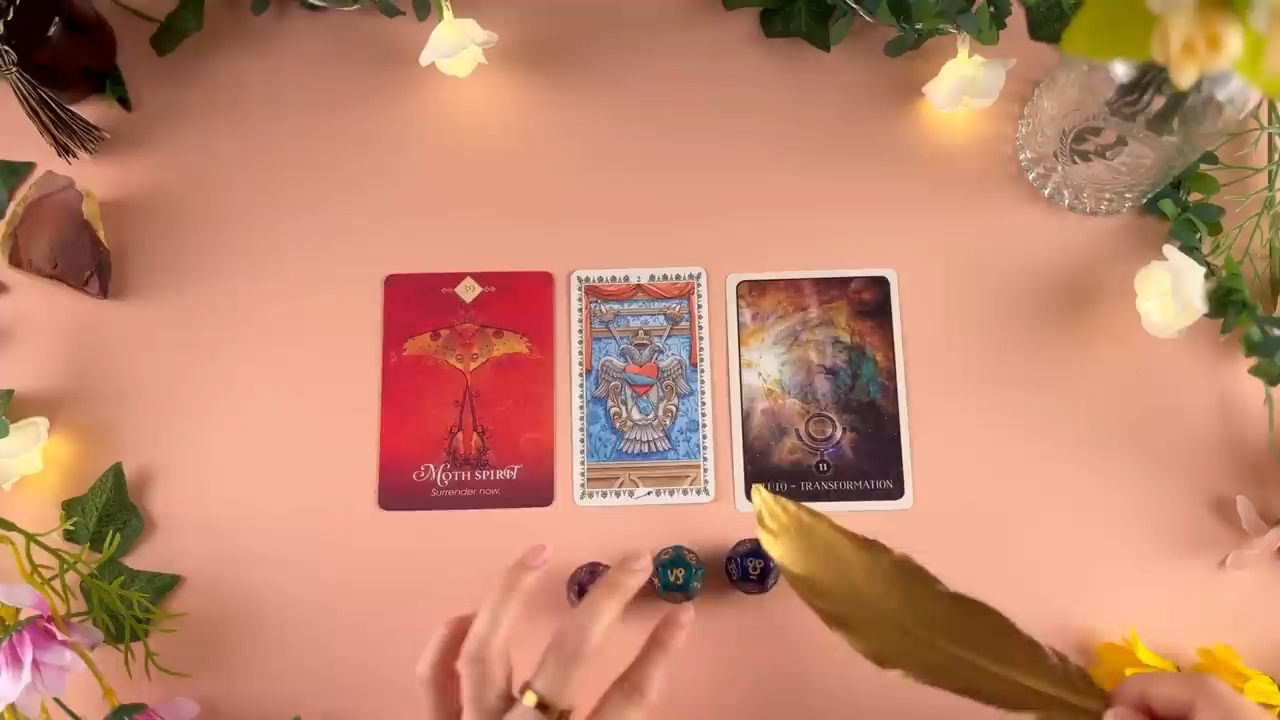 39
MOTH SPIRIT
Surrender now.
2
11
TRANSFORMATION